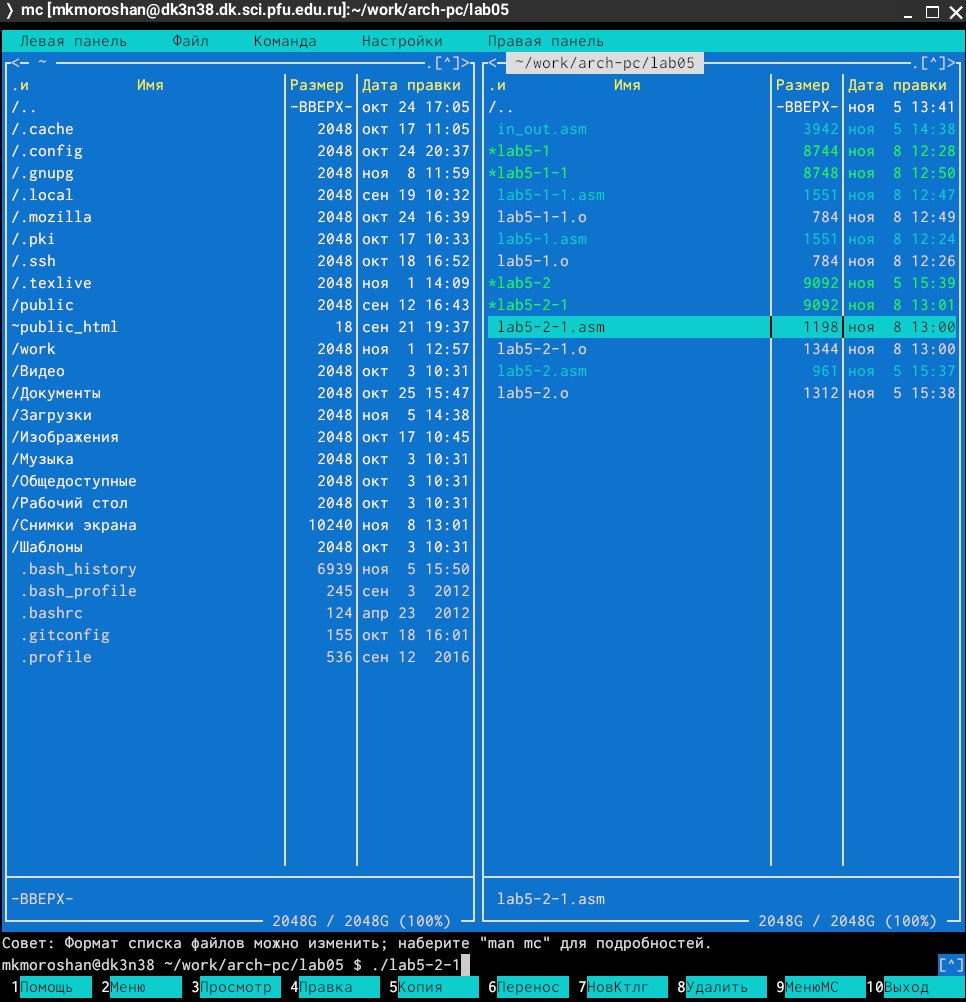 ❭ mc [mkmoroshan@dk3n38.dk.sci.pfu.edu.ru]:~/work/arch-pc/lab05
Левая панель Файл Команда Настройки Правая панель
<─ ~ .[^]>
.и Имя Размер Дата правки
/.. -ВВЕРХ- окт 24 17:05
/.cache 2048 окт 17 11:05
/.config 2048 окт 24 20:37
/.gnupg 2048 ноя 8 11:59
/.local 2048 сен 19 10:32
/.mozilla 2048 окт 24 16:39
/.pki 2048 окт 17 10:33
/.ssh 2048 окт 18 16:52
/.texlive 2048 ноя 1 14:09
/public 2048 сен 12 16:43
~public_html 18 сен 21 19:37
/work 2048 ноя 1 12:57
/Видео 2048 окт 3 10:31
/Документы 2048 окт 25 15:47
/Загрузки 2048 ноя 5 14:38
/Изображения 2048 окт 17 10:45
/Музыка 2048 окт 3 10:31
/Общедоступные 2048 окт 3 10:31
/Рабочий стол 2048 окт 3 10:31
/Снимки экрана 10240 ноя 8 13:01
/Шаблоны 2048 окт 3 10:31
.bash_history 6939 ноя 5 15:50
.bash_profile 245 сен 3 2012
.bashrc 124 апр 23 2012
.gitconfig 155 окт 18 16:01
.profile 536 сен 12 2016
-ВВЕРХ-
2048G / 2048G (100%)
<─ ~/work/arch-pc/lab05 .[^]>
.и Имя Размер Дата правки
/.. -ВВЕРХ- ноя 5 13:41
in_out.asm 3942 ноя 5 14:38
*lab5-1 8744 ноя 8 12:28
*lab5-1-1 8748 ноя 8 12:50
lab5-1-1.asm 1551 ноя 8 12:47
lab5-1-1.o 784 ноя 8 12:49
lab5-1.asm 1551 ноя 8 12:24
lab5-1.o 784 ноя 8 12:26
*lab5-2 9092 ноя 5 15:39
*lab5-2-1 9092 ноя 8 13:01
lab5-2-1.asm 1198 ноя 8 13:00
lab5-2-1.o 1344 ноя 8 13:00
lab5-2.asm 961 ноя 5 15:37
lab5-2.o 1312 ноя 5 15:38
lab5-2-1.asm
2048G / 2048G (100%)
Совет: Формат списка файлов можно изменить; наберите "man mc" для подробностей.
mkmoroshan@dk3n38 ~/work/arch-pc/lab05 $ ./lab5-2-1 [^]
1Помощь 2Меню 3Просмотр 4Правка 5Копия 6Перенос 7НовКтлг 8Удалить 9МенюМС 10Выход